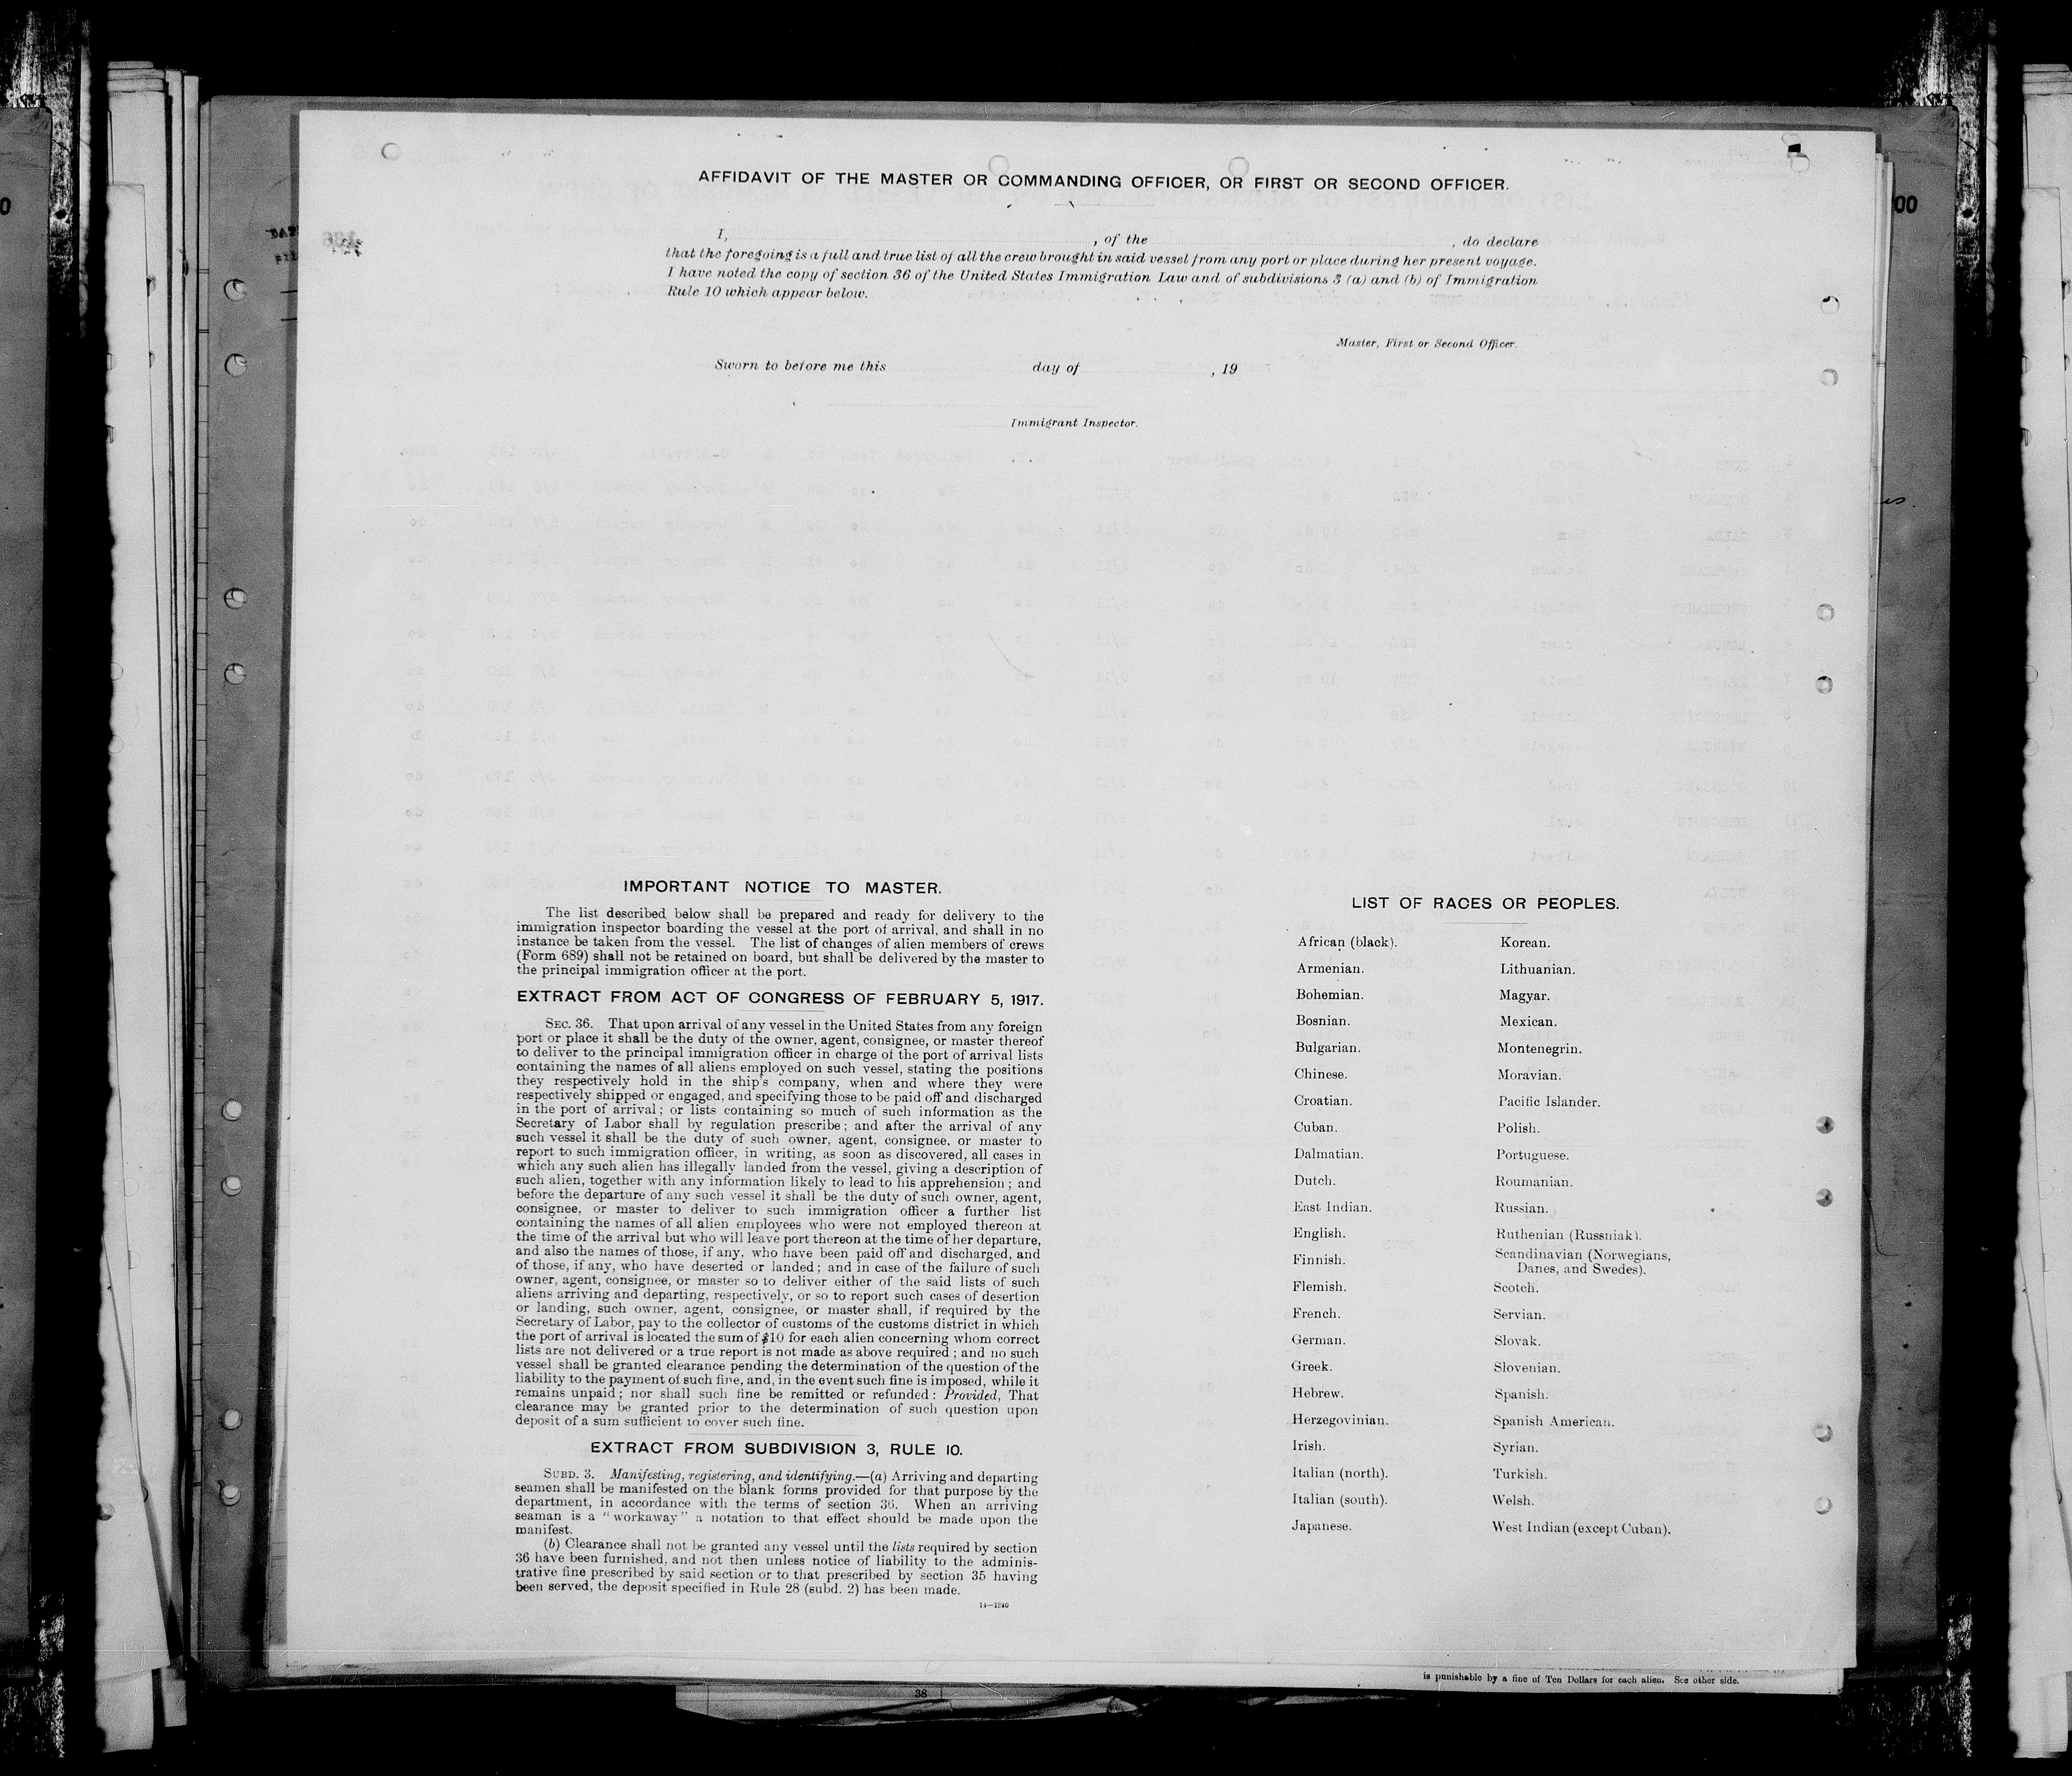 AFFIDAVIT OF THE MASTER OR COMMANDING OFFICER, OR FIRST OR SECOND OFFICER.
I, , of the , do declare
that the foregoing is a full and true list of all the crew brought in said vessel from any port or place during her present voyage.
I have noted the copy of section 36 of the United States Immigration Law and of subdivisions 3 (a) and (b) of Immigration
Rule 10 which appear below.
Master, First or Second Officer.
Sworn to before me this day of , 19
Immigrant Inspector.
IMPORTANT NOTICE TO MASTER.
The list described below shall be prepared and ready for delivery to the
immigration inspector boarding the vessel at the port of arrival, and shall in no
instance be taken from the vessel. The list of changes of alien members of crews
(Form 689) shall not be retained on board, but shall be delivered by the master to
the principal immigration officer at the port.
EXTRACT FROM ACT OF CONGRESS OF FEBRUARY 5, 1917.
SEC. 36. That upon arrival of any vessel in the United States from any foreign
port or place it shall be the duty of the owner, agent, consignee, or master thereof
to deliver to the principal immigration officer in charge of the port of arrival lists
containing the names of all aliens employed on such vessel, stating the positions
they respectively hold in the ship's company, when and where they were
respectively shipped or engaged, and specifying those to be paid off and discharged
in the port of arrival; or lists containing so much of such information as the
Secretary of Labor shall by regulation prescribe; and after the arrival of any
such vessel it shall be the duty of such owner, agent, consignee, or master to
report to such immigration officer, in writing, as soon as discovered, all cases in
which any such alien has illegally landed from the vessel, giving a description of
such alien, together with any information likely to lead to his apprehension; and
before the departure of any such vessel it shall be the duty of such owner, agent,
consignee, or master to deliver to such immigration officer a further list
containing the names of all alien employees who were not employed thereon at
the time of the arrival but who will leave port thereon at the time of her departure,
and also the names of those, if any, who have been paid off and discharged, and
of those, if any, who have deserted or landed; and in case of the failure of such
owner, agent, consignee, or master so to deliver either of the said lists of such
aliens arriving and departing, respectively, or so to report such cases of desertion
or landing, such owner, agent, consignee, or master shall, if required by the
Secretary of Labor, pay to the collector of customs of the customs district in which
the port of arrival is located the sum of $10 for each alien concerning whom correct
lists are not delivered or a true report is not made as above required; and no such
vessel shall be granted clearance pending the determination of the question of the
liability to the payment of such fine, and, in the event such fine is imposed, while it
remains unpaid; nor shall such fine be remitted or refunded: Provided, That
clearance may be granted prior to the determination of such question upon
deposit of a sum sufficient to cover such fine.
EXTRACT FROM SUBDIVISION 3, RULE 10.
SUBD. 3. Manifesting, registering, and identifying.—(a) Arriving and departing
seamen shall be manifested on the blank forms provided for that purpose by the
department, in accordance with the terms of section 36. When an arriving
seaman is a "workaway" a notation to that effect should be made upon the
manifest.
(b) Clearance shall not be granted any vessel until the lists required by section
36 have been furnished, and not then unless notice of liability to the adminis-
trative fine prescribed by said section or to that prescribed by section 35 having
been served, the deposit specified in Rule 28 (subd. 2) has been made.
14—1240
LIST OF RACES OR PEOPLES.
African (black).
Armenian.
Bohemian.
Bosnian.
Bulgarian.
Chinese.
Croatian.
Cuban.
Dalmatian.
Dutch.
East Indian.
English.
Finnish.
Flemish.
French.
German.
Greek.
Hebrew.
Herzegovinian.
Irish.
Italian (north).
Italian (south).
Japanese.
Korean.
Lithuanian.
Magyar.
Mexican.
Montenegrin.
Moravian.
Pacific Islander.
Polish.
Portuguese.
Roumanian.
Russian.
Ruthenian (Russniak).
Scandinavian (Norwegians,
Danes, and Swedes).
Scotch.
Servian.
Slovak.
Slovenian.
Spanish.
Spanish American.
Syrian.
Turkish.
Welsh.
West Indian (except Cuban).
is punishable by a fine of Ten Dollars for each alien. See other side.
38
00
0